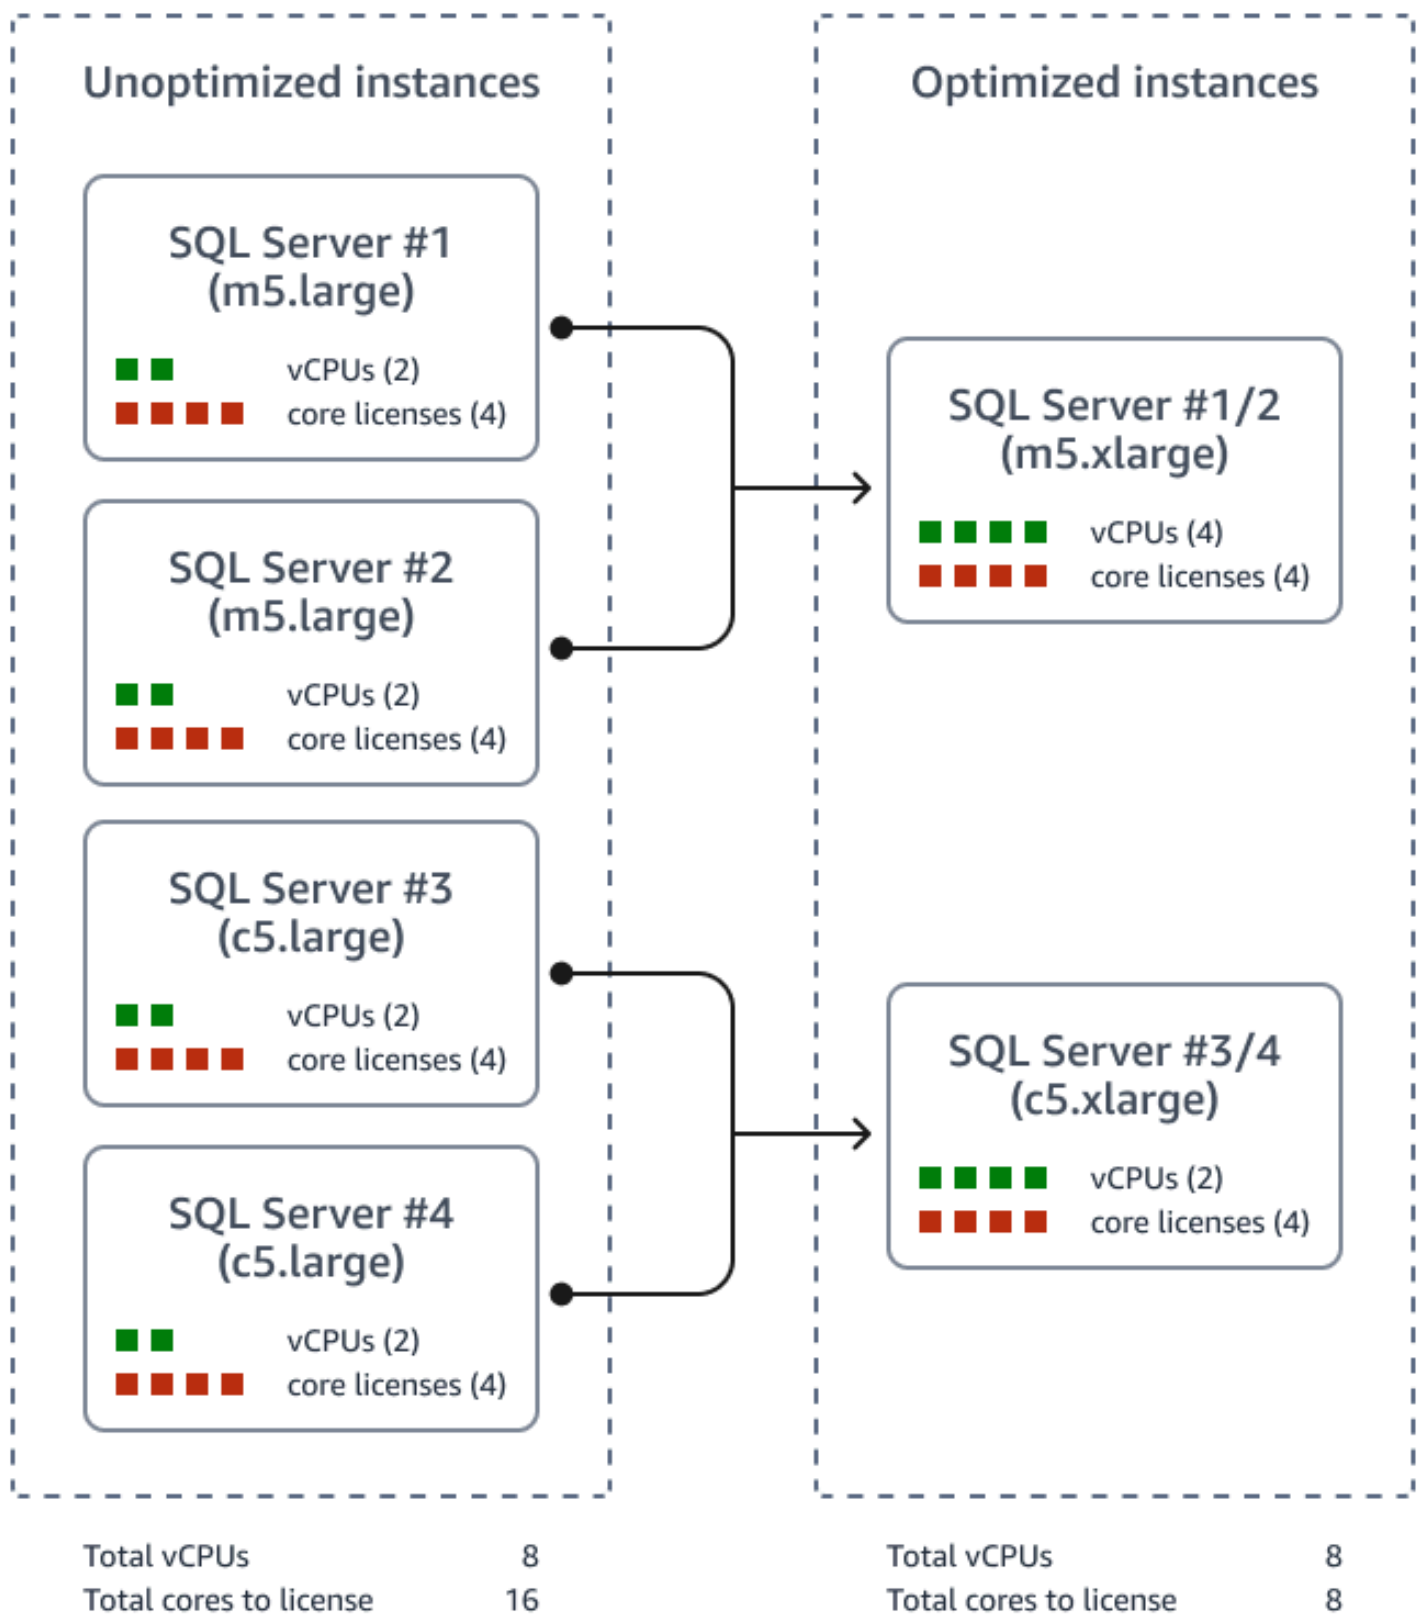 Unoptimized instances
SQL Server #1
(m5.large)
vCPUs (2)
core licenses (4)
SQL Server #2
(m5.large)
vCPUs (2)
core licenses (4)
SQL Server #3
(c5.large)
vCPUs (2)
core licenses (4)
SQL Server #4
(c5.large)
vCPUs (2)
core licenses (4)
Total vCPUs 8
Total cores to license 16
Optimized instances
SQL Server #1/2
(m5.xlarge)
vCPUs (4)
core licenses (4)
SQL Server #3/4
(c5.xlarge)
vCPUs (2)
core licenses (4)
Total vCPUs 8
Total cores to license 8